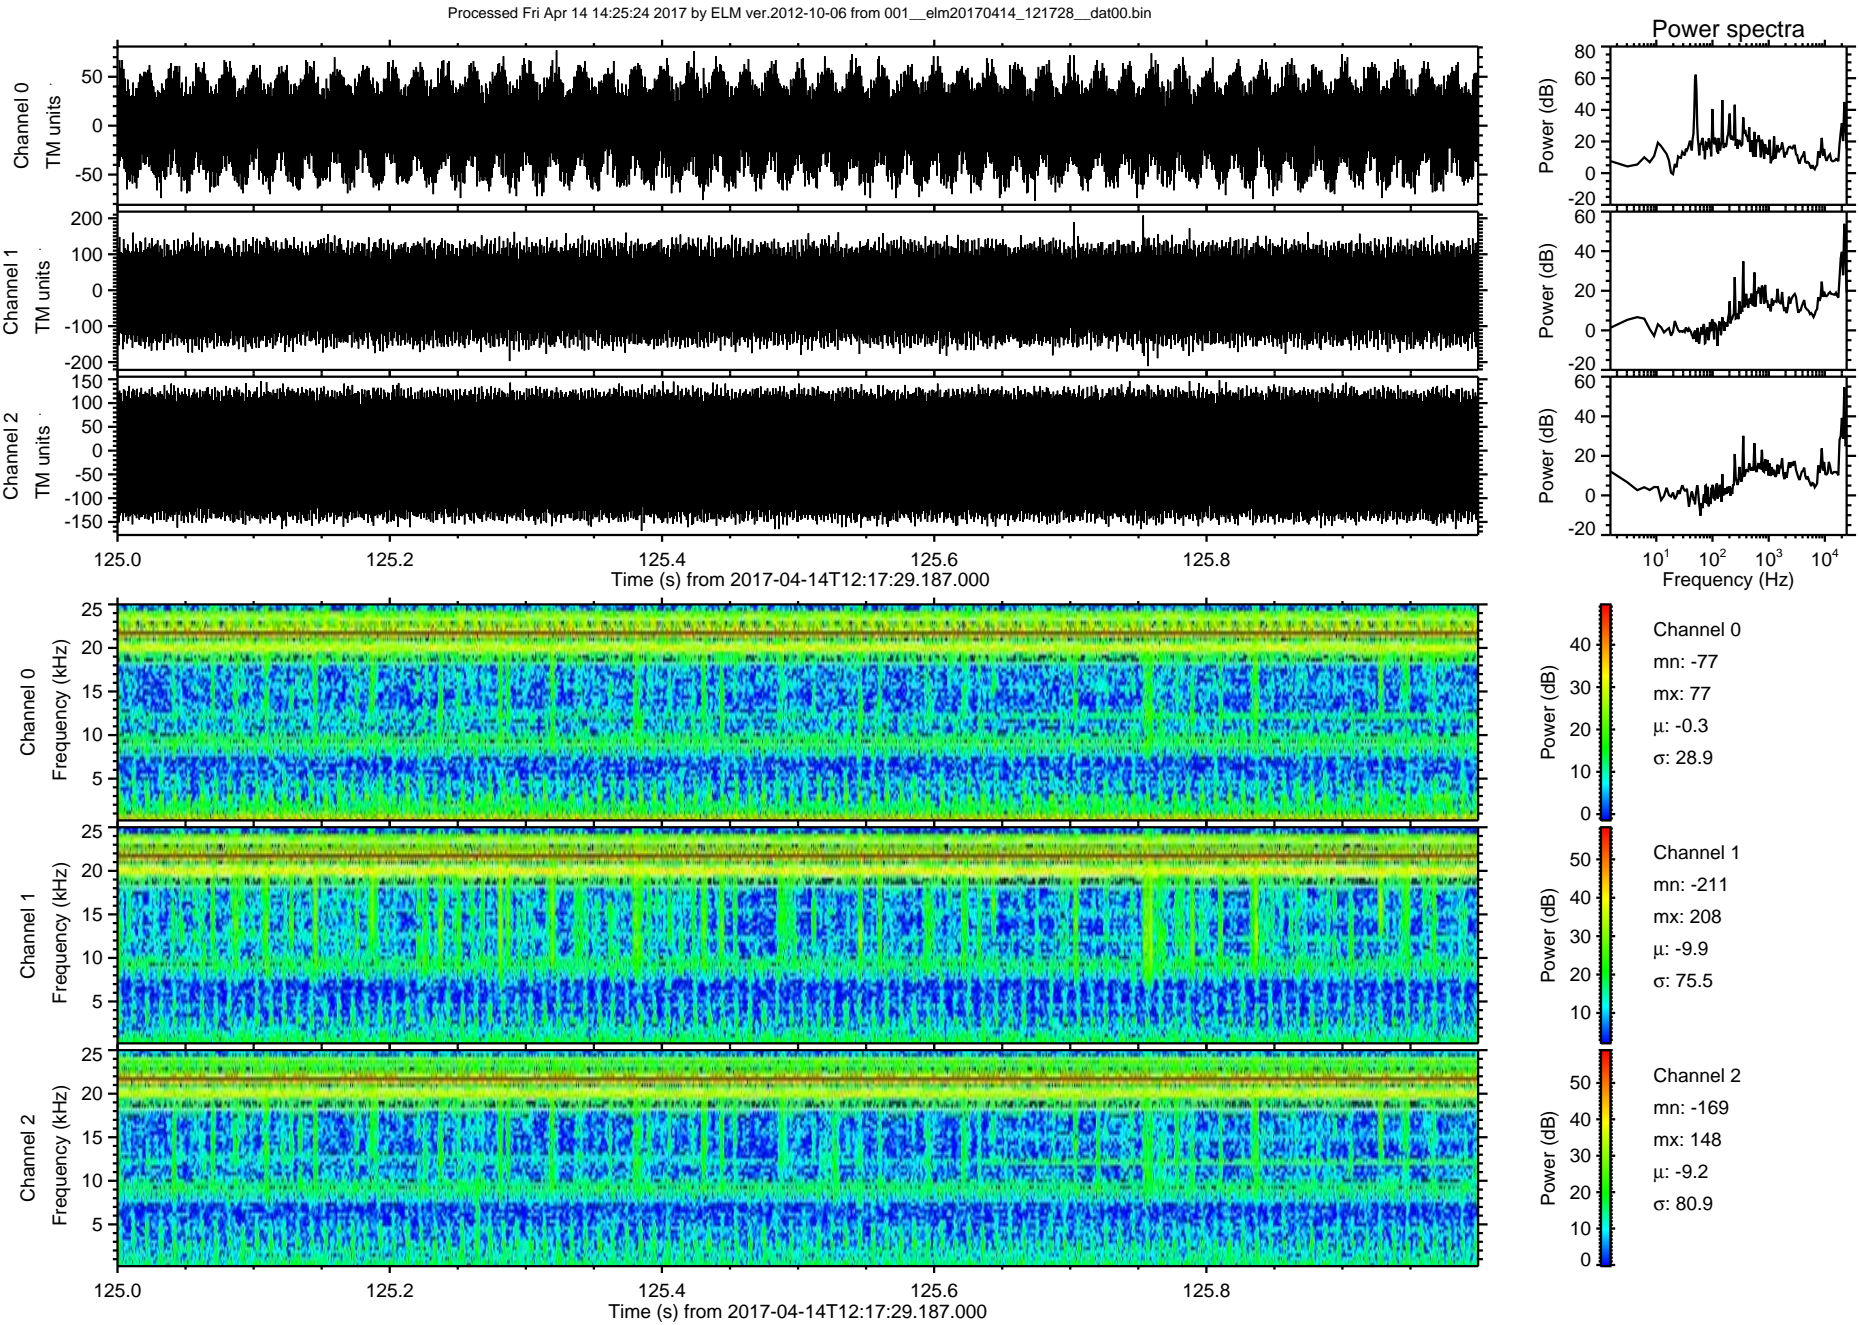 Processed Fri Apr 14 14:25:24 2017 by ELM ver.2012-10-06 from 001__elm20170414_121728__dat00.bin
Power spectra
Channel 0
TM units
50
0
-50
Power (dB)
80
60
40
20
0
-20
Channel 1
TM units
200
100
0
-100
-200
Power (dB)
60
40
20
0
-20
Channel 2
TM units
150
100
50
0
-50
-100
-150
Power (dB)
60
40
20
0
-20
125.0 125.2 125.4 125.6 125.8
Time (s) from 2017-04-14T12:17:29.187.000
10^1 10^2 10^3 10^4
Frequency (Hz)
Channel 0
Frequency (kHz)
25
20
15
10
5
Power (dB)
40
30
20
10
0
Channel 0
mn: -77
mx: 77
μ: -0.3
σ: 28.9
Channel 1
Frequency (kHz)
25
20
15
10
5
Power (dB)
50
40
30
20
10
Channel 1
mn: -211
mx: 208
μ: -9.9
σ: 75.5
Channel 2
Frequency (kHz)
25
20
15
10
5
Power (dB)
50
40
30
20
10
0
Channel 2
mn: -169
mx: 148
μ: -9.2
σ: 80.9
125.0 125.2 125.4 125.6 125.8
Time (s) from 2017-04-14T12:17:29.187.000